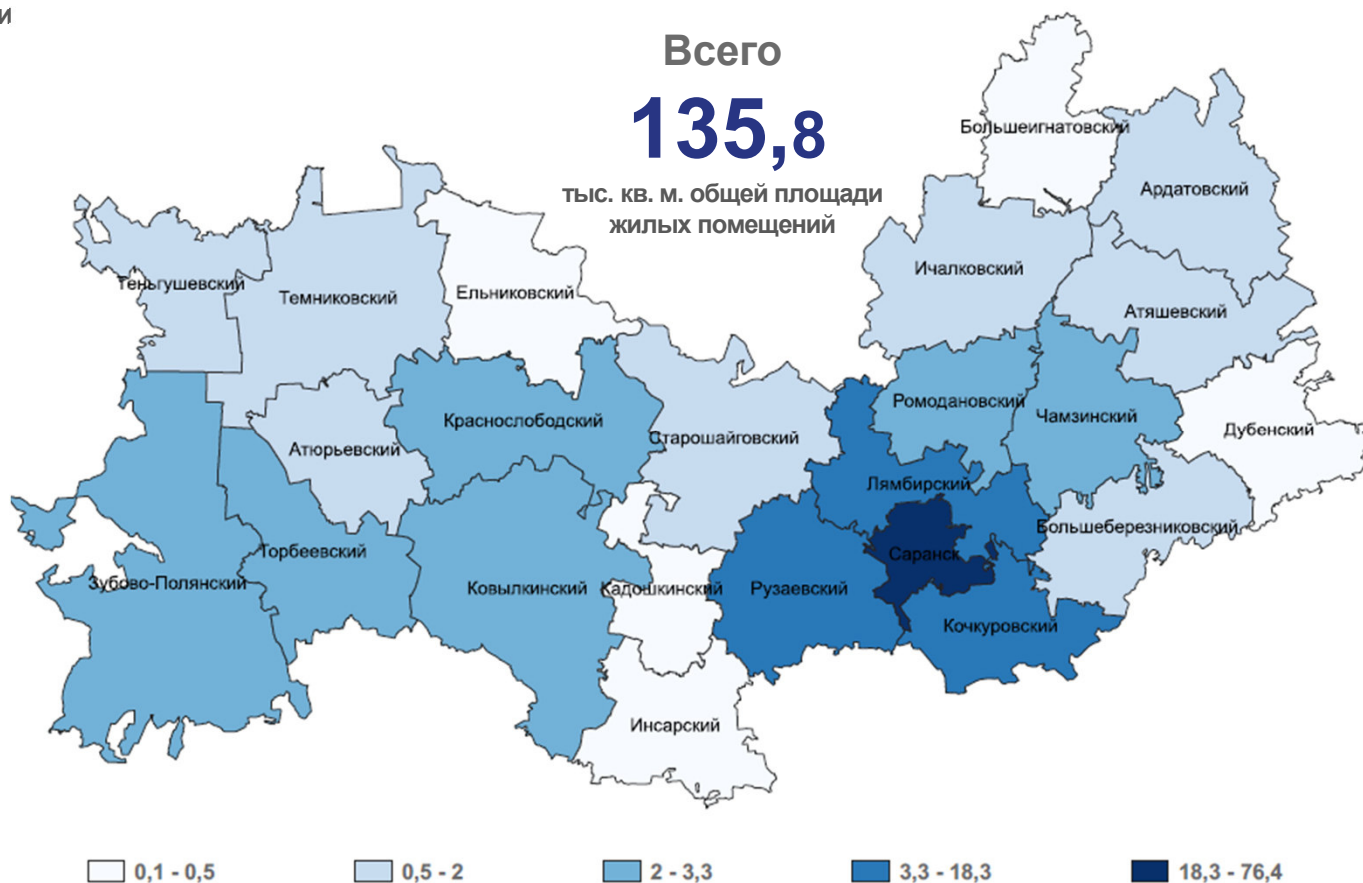 и
Всего
135,8
тыс. кв. м. общей площади
жилых помещений
Большеигнатовский
Ардатовский
Ичалковский
Теньгушевский
Темниковский
Ельниковский
Атяшевский
Ромодановский
Чамзинский
Краснослободский
Дубенский
Атюрьевский
Старошайговский
Лямбирский
Большеберезниковский
Торбеевский
Саранск
Зубово-Полянский
Ковылкинский
Кадошкинский
Рузаевский
Кочкуровский
Инсарский
0,1 - 0,5
0,5 - 2
2 - 3,3
3,3 - 18,3
18,3 - 76,4